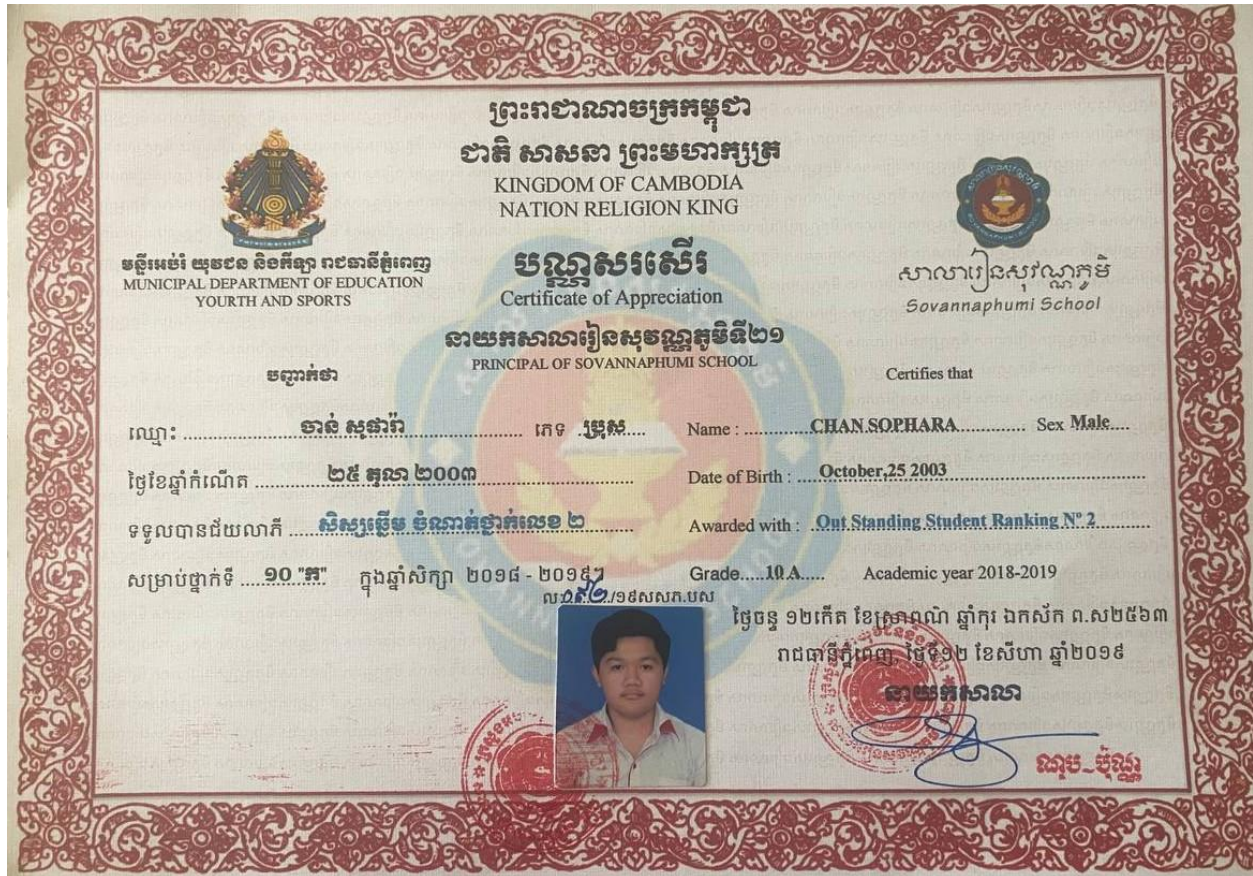 ព្រះរាជាណាចក្រកម្ពុជា
ជាតិ សាសនា ព្រះមហាក្សត្រ
KINGDOM OF CAMBODIA
NATION RELIGION KING
មន្ទីរអប់រំ យុវជន និងកីឡា រាជធានីភ្នំពេញ
MUNICIPAL DEPARTMENT OF EDUCATION
YOURTH AND SPORTS
សាលារៀនសុវណ្ណភូមិ
Sovannaphumi School
បណ្ណសរសើរ
Certificate of Appreciation
នាយកសាលារៀនសុវណ្ណភូមិទី២១
PRINCIPAL OF SOVANNAPHUMI SCHOOL
បញ្ជាក់ថា Certifies that
ឈ្មោះ ចាន់ សុផារ៉ា ភេទ ប្រុស Name : CHAN SOPHARA Sex Male
ថ្ងៃខែឆ្នាំកំណើត ២៥ តុលា ២០០៣ Date of Birth : October,25 2003
ទទួលបានជ័យលាភី សិស្សឆ្នើម ចំណាត់ថ្នាក់លេខ ២ Awarded with : Out Standing Student Ranking Nº 2
សម្រាប់ថ្នាក់ទី ១០ "ក" ក្នុងឆ្នាំសិក្សា ២០១៨ - ២០១៩។ Grade 10 A Academic year 2018-2019
/១៩សសភ.បស
ថ្ងៃចន្ទ ១២កើត ខែស្រាពណ៍ ឆ្នាំកុរ ឯកស័ក ព.ស២៥៦៣
រាជធានីភ្នំពេញ, ថ្ងៃទី១២ ខែសីហា ឆ្នាំ២០១៩
នាយកសាលា
ណុប ប៊ុណ្ណា